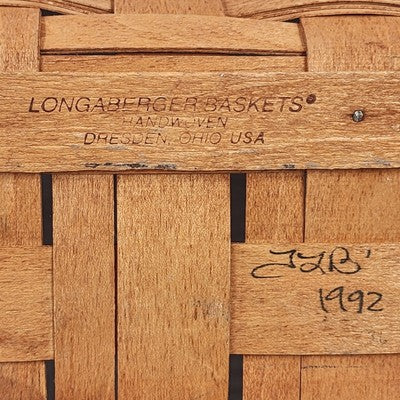 LONGABERGER BASKETS®
HANDWOVEN
DRESDEN, OHIO USA
JLB'
1992